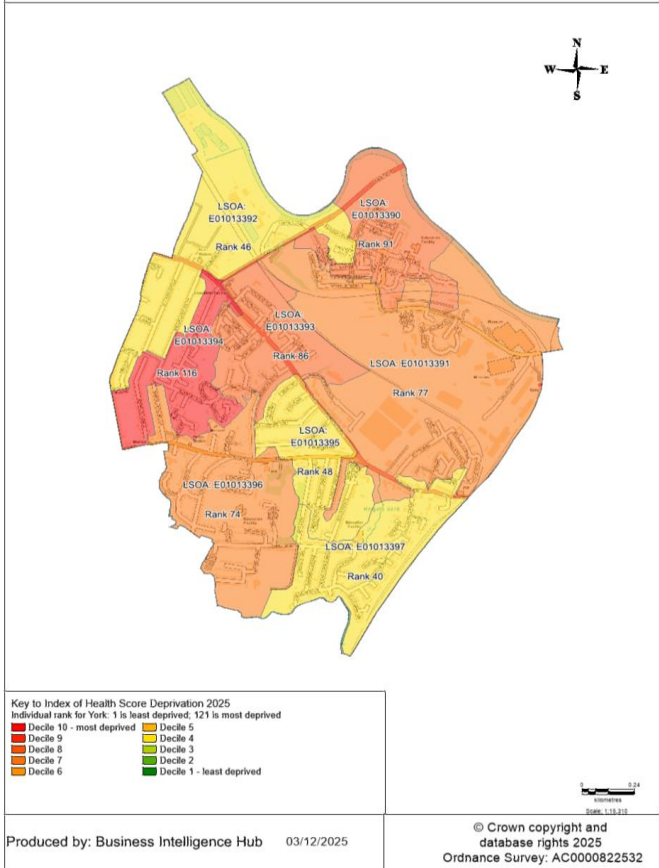 N
W E
S
LSOA:
E01013392
Rank 46
LSOA:
E01013390
Rank 91
LSOA:
E01013393
Rank 86
LSOA:
E01013394
Rank 116
LSOA: E01013391
Rank 77
LSOA:
E01013395
Rank 48
LSOA: E01013396
Rank 74
LSOA: E01013397
Rank 40
Key to Index of Health Score Deprivation 2025
Individual rank for York: 1 is least deprived; 121 is most deprived
Decile 10 - most deprived
Decile 9
Decile 8
Decile 7
Decile 6
Decile 5
Decile 4
Decile 3
Decile 2
Decile 1 - least deprived
0 0.24
kilometres
Produced by: Business Intelligence Hub 03/12/2025
© Crown copyright and
database rights 2025
Ordnance Survey: AC0000822532